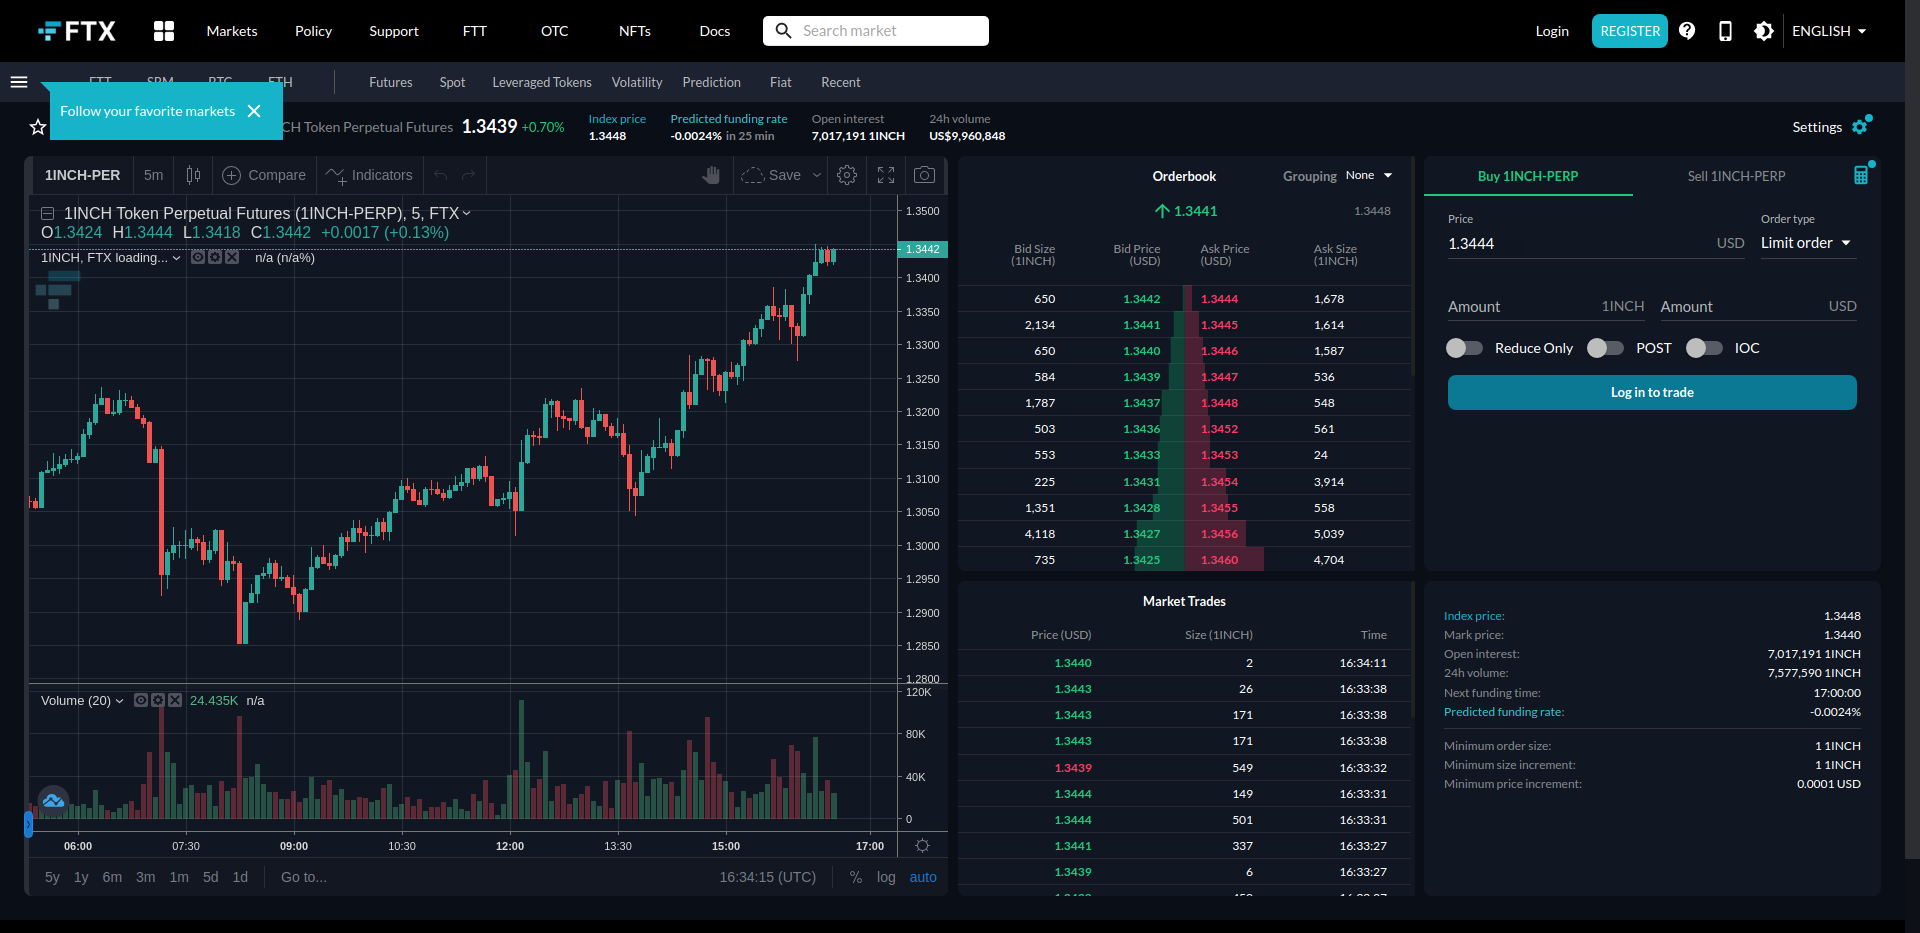 FTX Markets Policy Support FTT OTC NFTs Docs Search market Login REGISTER ENGLISH
FTT SRM BTC ETH Futures Spot Leveraged Tokens Volatility Prediction Fiat Recent
Follow your favorite markets
CH Token Perpetual Futures 1.3439 +0.70%
Index price
1.3448
Predicted funding rate
-0.0024% in 25 min
Open interest
7,017,191 1INCH
24h volume
US$9,960,848
Settings
1INCH-PER 5m Compare Indicators Save
1INCH Token Perpetual Futures (1INCH-PERP), 5, FTX
O1.3424 H1.3444 L1.3418 C1.3442 +0.0017 (+0.13%)
1INCH, FTX loading... n/a (n/a%)
1.3500
1.3442
1.3400
1.3350
1.3300
1.3250
1.3200
1.3150
1.3100
1.3050
1.3000
1.2950
1.2900
1.2850
1.2800
Volume (20) 24.435K n/a
120K
80K
40K
0
06:00 07:30 09:00 10:30 12:00 13:30 15:00 17:00
5y 1y 6m 3m 1m 5d 1d Go to... 16:34:15 (UTC) % log auto
Orderbook Grouping None
1.3441 1.3448
Bid Size Bid Price Ask Price Ask Size
(1INCH) (USD) (USD) (1INCH)
650 1.3442 1.3444 1,678
2,134 1.3441 1.3445 1,614
650 1.3440 1.3446 1,587
584 1.3439 1.3447 536
1,787 1.3437 1.3448 548
503 1.3436 1.3452 561
553 1.3433 1.3453 24
225 1.3431 1.3454 3,914
1,351 1.3428 1.3455 558
4,118 1.3427 1.3456 5,039
735 1.3425 1.3460 4,704
Market Trades
Price (USD) Size (1INCH) Time
1.3440 2 16:34:11
1.3443 26 16:33:38
1.3443 171 16:33:38
1.3443 171 16:33:38
1.3439 549 16:33:32
1.3444 149 16:33:31
1.3444 501 16:33:31
1.3441 337 16:33:27
1.3439 6 16:33:27
Buy 1INCH-PERP Sell 1INCH-PERP
Price Order type
1.3444 USD Limit order
Amount 1INCH Amount USD
Reduce Only POST IOC
Log in to trade
Index price: 1.3448
Mark price: 1.3440
Open interest: 7,017,191 1INCH
24h volume: 7,577,590 1INCH
Next funding time: 17:00:00
Predicted funding rate: -0.0024%
Minimum order size: 1 1INCH
Minimum size increment: 1 1INCH
Minimum price increment: 0.0001 USD